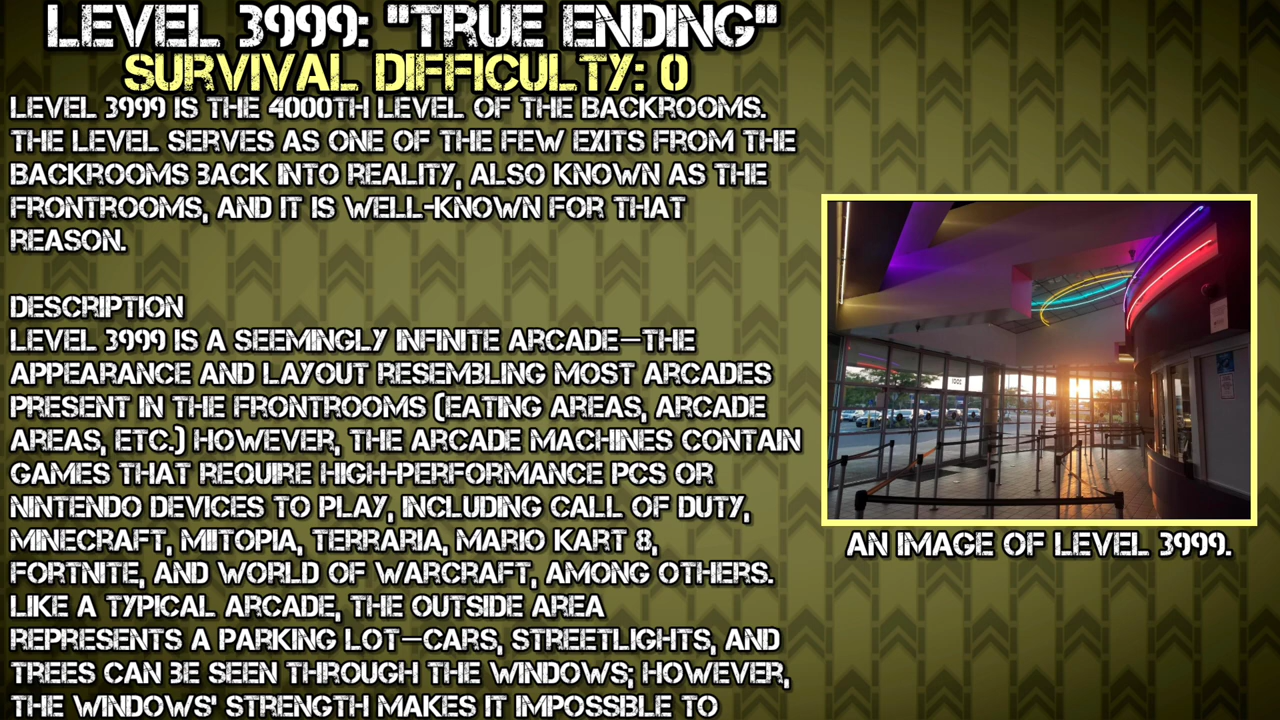 LEVEL 3999: "TRUE ENDING"
SURVIVAL DIFFICULTY: 0
LEVEL 3999 IS THE 4000TH LEVEL OF THE BACKROOMS.
THE LEVEL SERVES AS ONE OF THE FEW EXITS FROM THE
BACKROOMS BACK INTO REALITY, ALSO KNOWN AS THE
FRONTROOMS, AND IT IS WELL-KNOWN FOR THAT
REASON.
DESCRIPTION
LEVEL 3999 IS A SEEMINGLY INFINITE ARCADE—THE
APPEARANCE AND LAYOUT RESEMBLING MOST ARCADES
PRESENT IN THE FRONTROOMS (EATING AREAS, ARCADE
AREAS, ETC.) HOWEVER, THE ARCADE MACHINES CONTAIN
GAMES THAT REQUIRE HIGH-PERFORMANCE PCS OR
NINTENDO DEVICES TO PLAY, INCLUDING CALL OF DUTY,
MINECRAFT, MIITOPIA, TERRARIA, MARIO KART 8,
FORTNITE, AND WORLD OF WARCRAFT, AMONG OTHERS.
LIKE A TYPICAL ARCADE, THE OUTSIDE AREA
REPRESENTS A PARKING LOT—CARS, STREETLIGHTS, AND
TREES CAN BE SEEN THROUGH THE WINDOWS; HOWEVER,
THE WINDOWS' STRENGTH MAKES IT IMPOSSBLE TO
AN IMAGE OF LEVEL 3999.